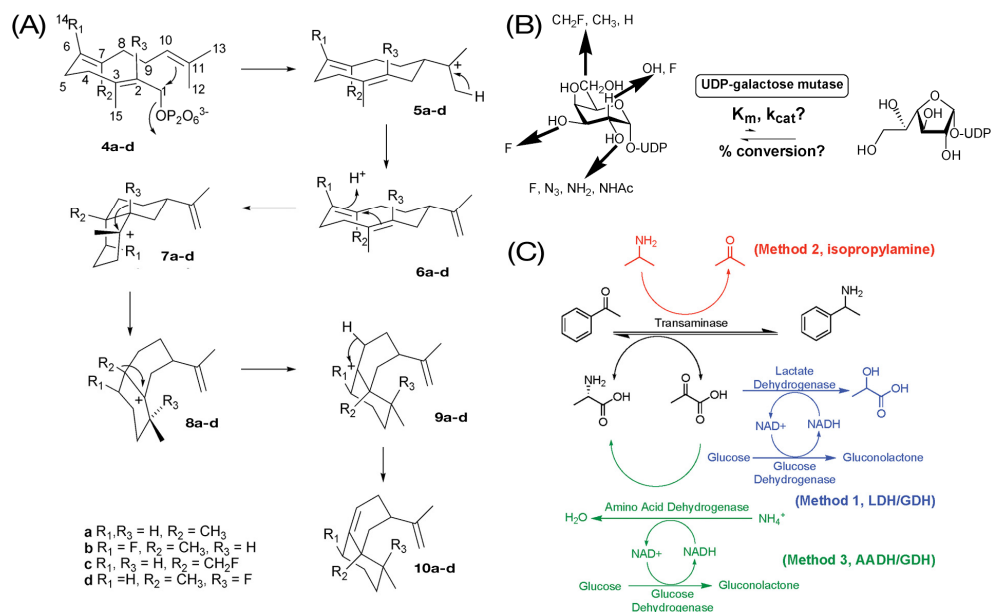 (A)
14
R1
6
7
8
R3
10
13
9
11
12
5
4
R2
3
2
1
15
OP2O6³⁻
4a-d
R1
R3
R2
+
H
5a-d
R1
H+
R3
R2
6a-d
R3
R2
+
R1
7a-d
R2
R1
+
R3
8a-d
H
R1
+
R3
R2
9a-d
R1
R2
R3
10a-d
a R1,R3 = H, R2 = CH3
b R1 = F, R2 = CH3, R3 = H
c R1, R3 = H, R2 = CH2F
d R1 =H, R2 = CH3, R3 = F
(B)
CH2F, CH3, H
OH, F
HO
CH2OH
H
O
HO
HO
O-UDP
F
F, N3, NH2, NHAc
UDP-galactose mutase
Km, kcat?
% conversion?
HO
OH
O
HO
O-UDP
OH
(C)
NH2
O
(Method 2, isopropylamine)
O
Transaminase
NH2
NH2
OH
O
O
OH
O
Lactate
Dehydrogenase
OH
OH
O
NAD+
NADH
Glucose
Gluconolactone
Glucose
Dehydrogenase
(Method 1, LDH/GDH)
Amino Acid Dehydrogenase
H2O
NH4+
NAD+
NADH
(Method 3, AADH/GDH)
Glucose
Gluconolactone
Glucose
Dehydrogenase